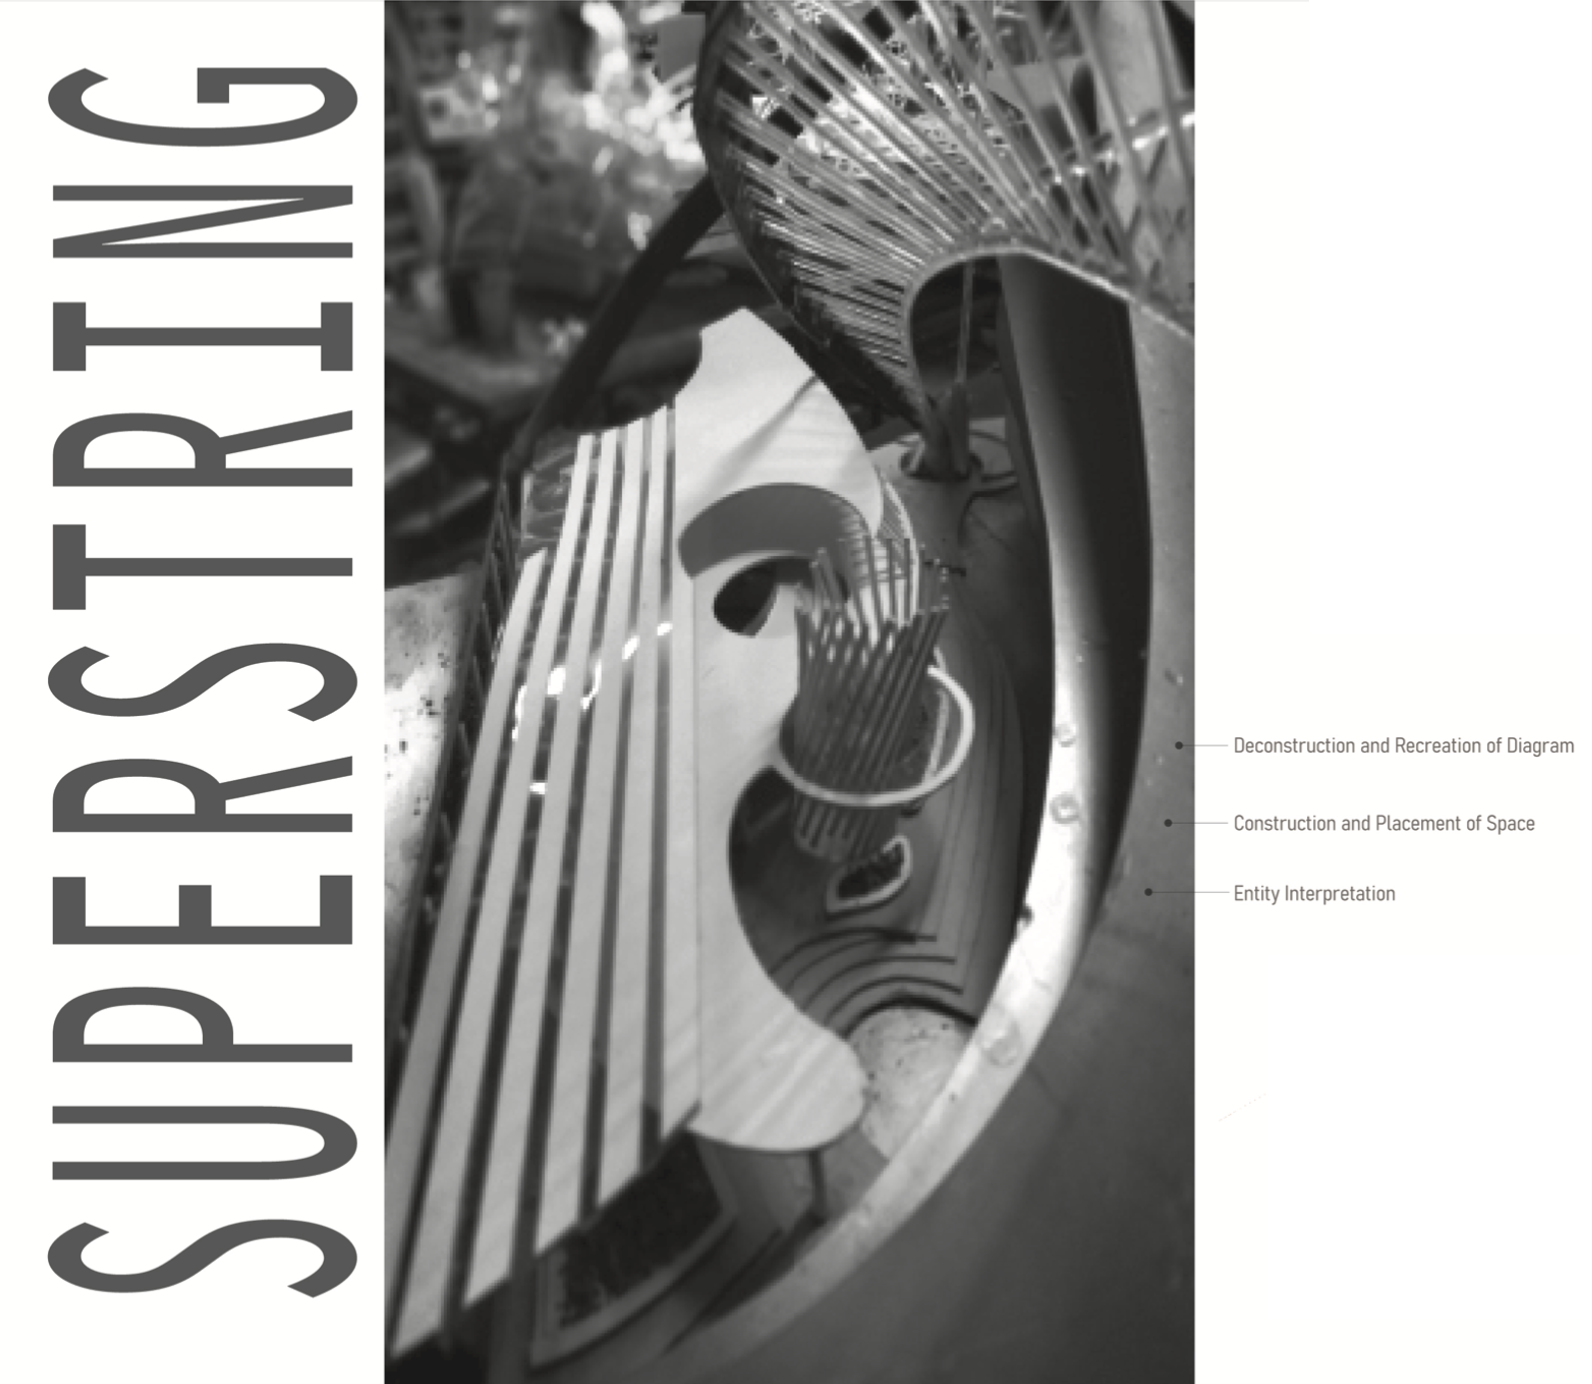 SUPERSTRING
Deconstruction and Recreation of Diagram
Construction and Placement of Space
Entity Interpretation